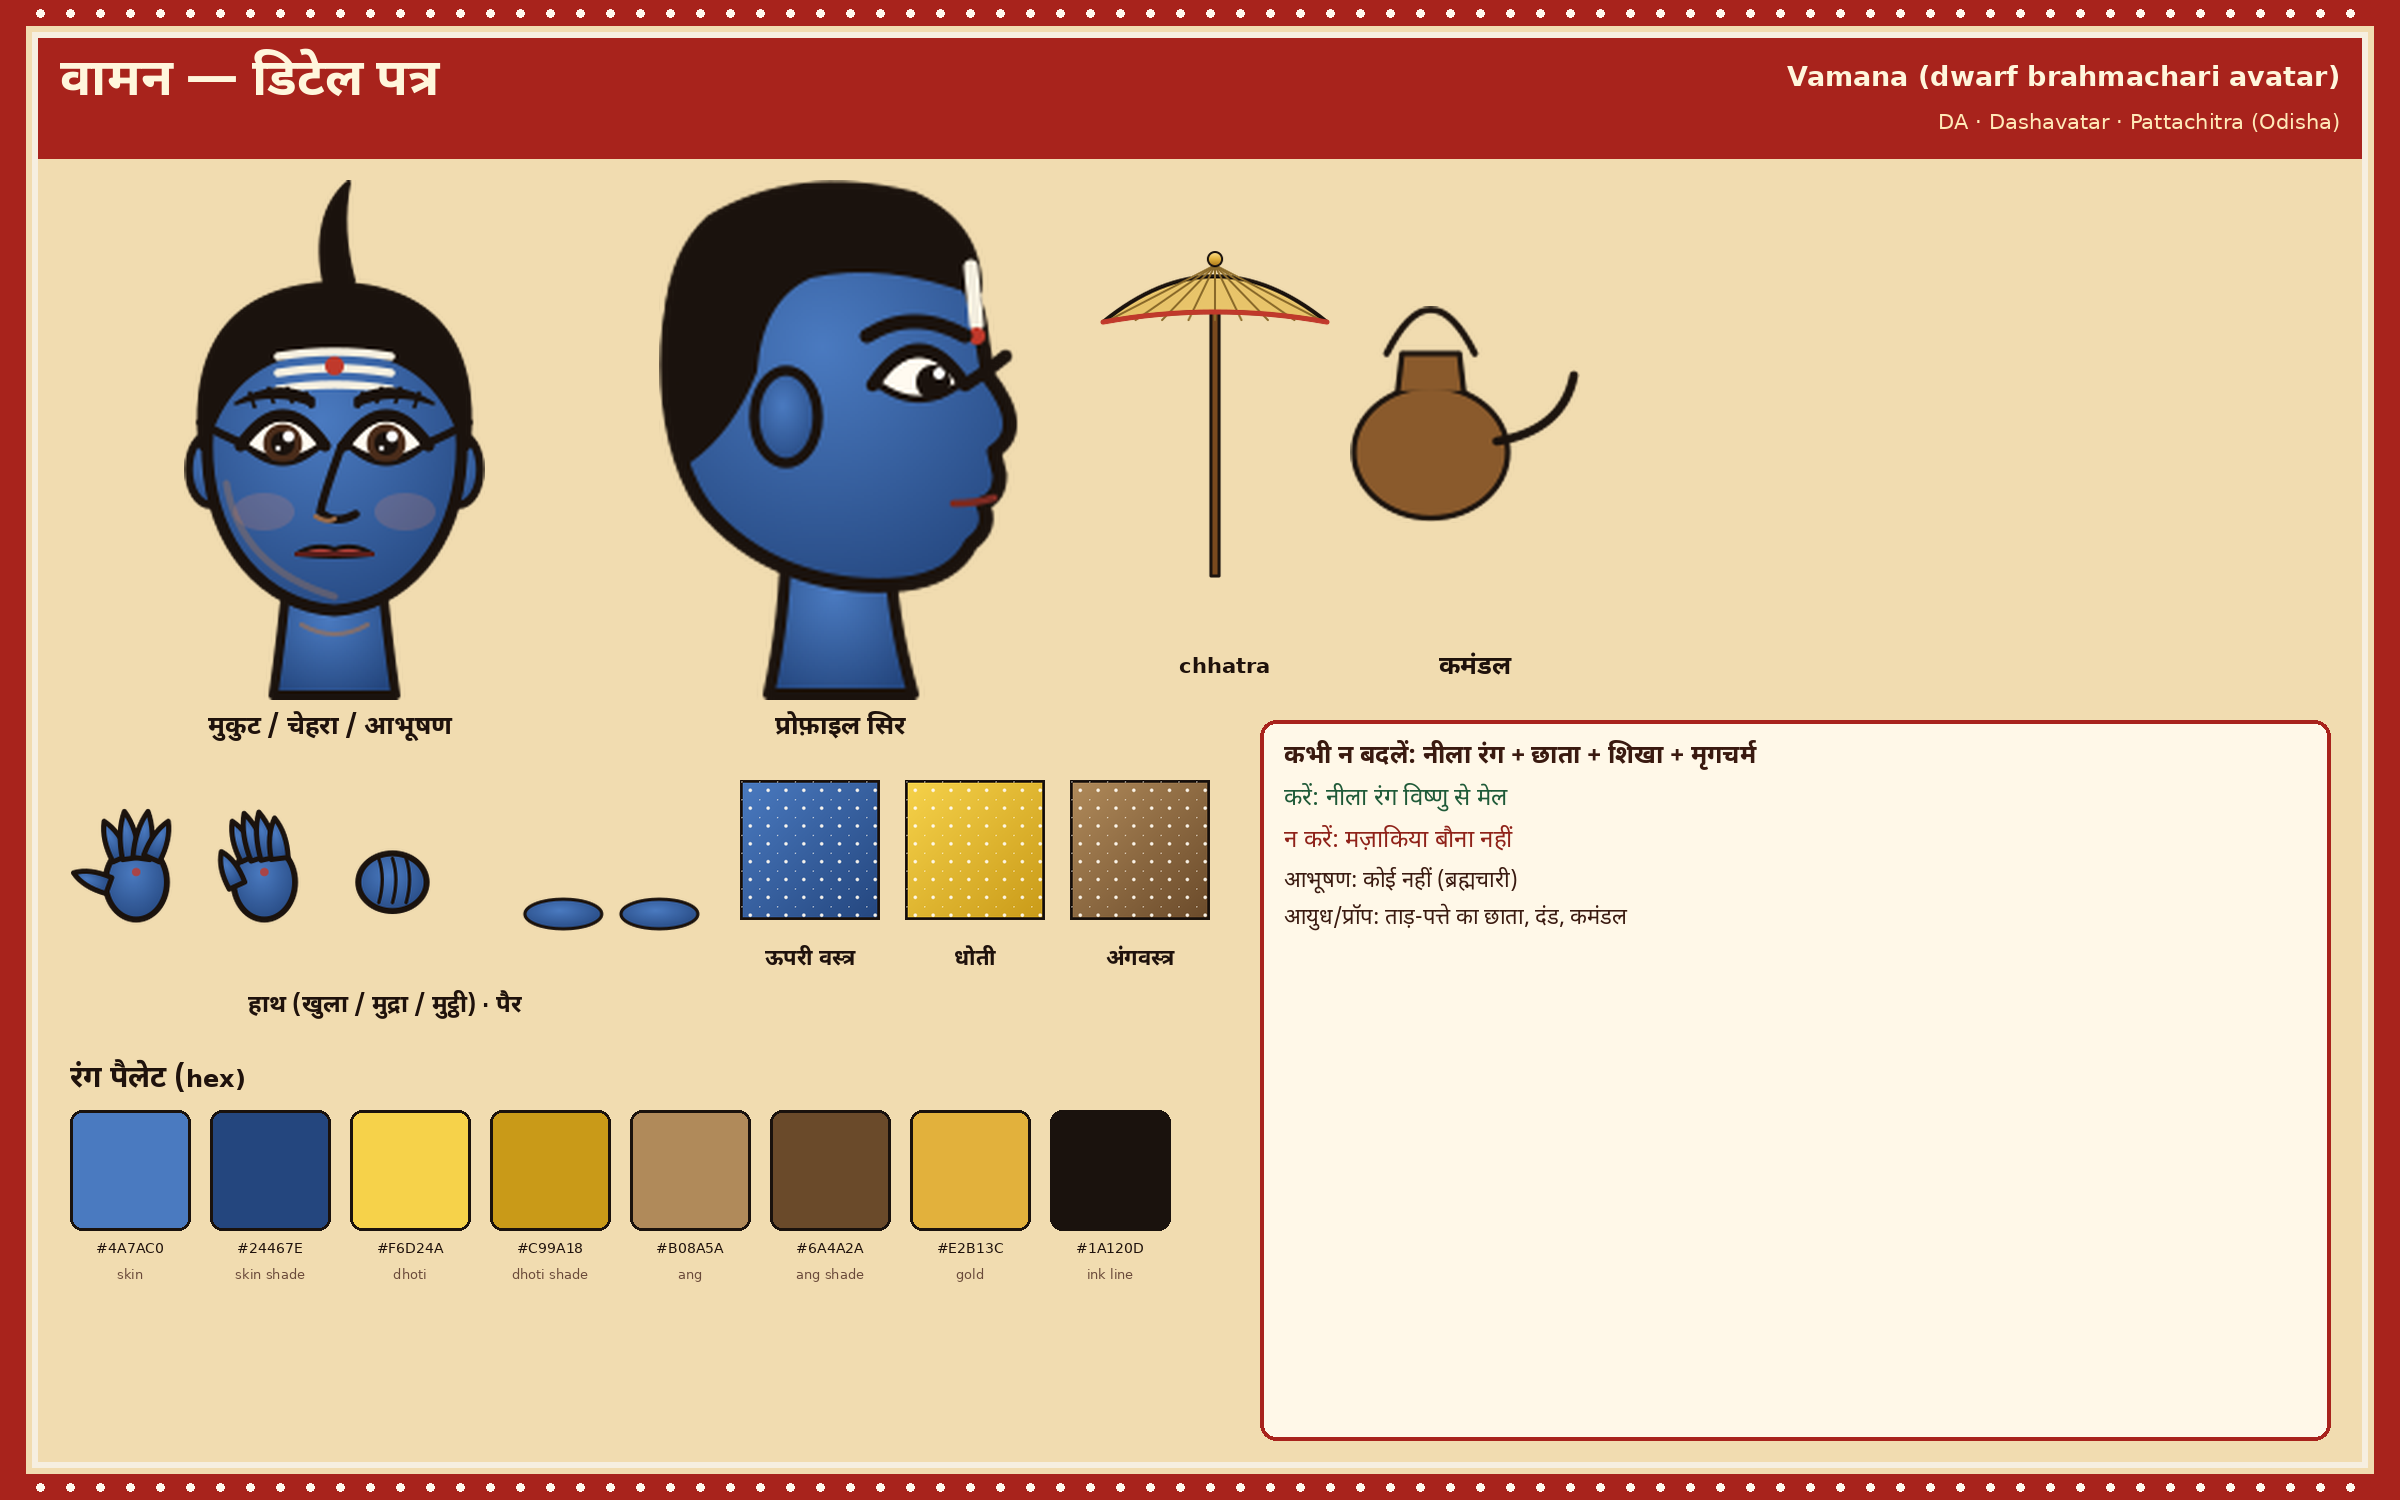 वामन — डिटेल पत्र
Vamana (dwarf brahmachari avatar)
DA · Dashavatar · Pattachitra (Odisha)
chhatra
कमंडल
मुकुट / चेहरा / आभूषण
प्रोफ़ाइल सिर
कभी न बदलें: नीला रंग + छाता + शिखा + मृगचर्म
करें: नीला रंग विष्णु से मेल
न करें: मज़ाकिया बौना नहीं
आभूषण: कोई नहीं (ब्रह्मचारी)
आयुध/प्रॉप: ताड़-पत्ते का छाता, दंड, कमंडल
ऊपरी वस्त्र
धोती
अंगवस्त्र
हाथ (खुला / मुद्रा / मुट्ठी) · पैर
रंग पैलेट (hex)
#4A7AC0 #24467E #F6D24A #C99A18 #B08A5A #6A4A2A #E2B13C #1A120D
skin skin shade dhoti dhoti shade ang ang shade gold ink line